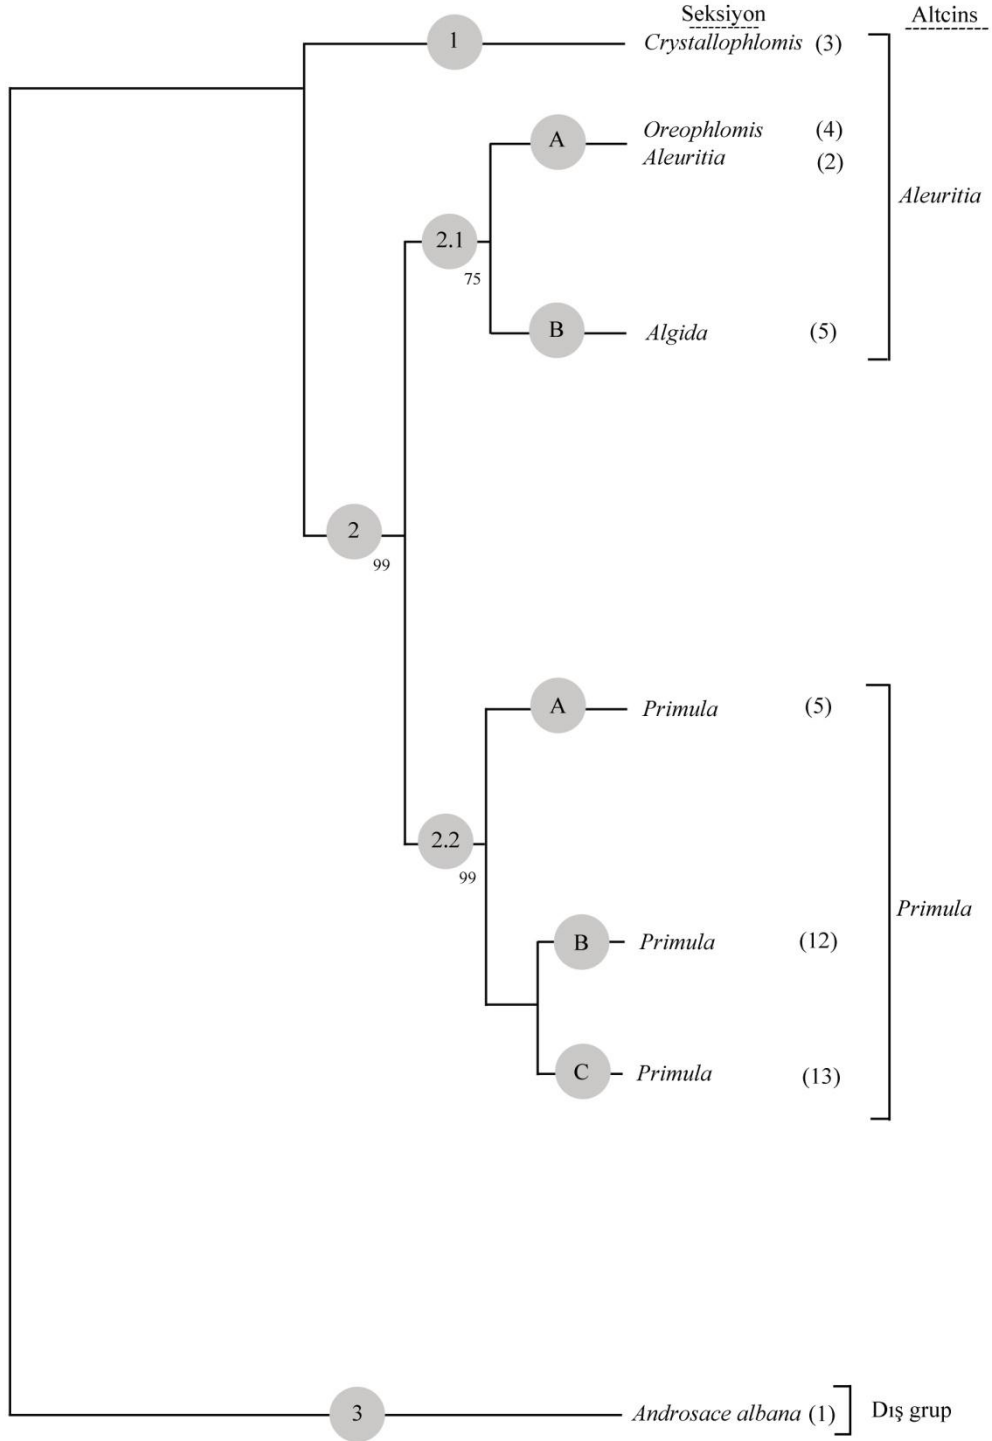 Seksiyon Altcins
1 Crystallophlomis (3)
A Oreophlomis (4)
Aleuritia (2)
Aleuritia
2.1
75
B Algida (5)
2
99
A Primula (5)
2.2
99
Primula
B Primula (12)
C Primula (13)
3 Androsace albana (1) Dış grup